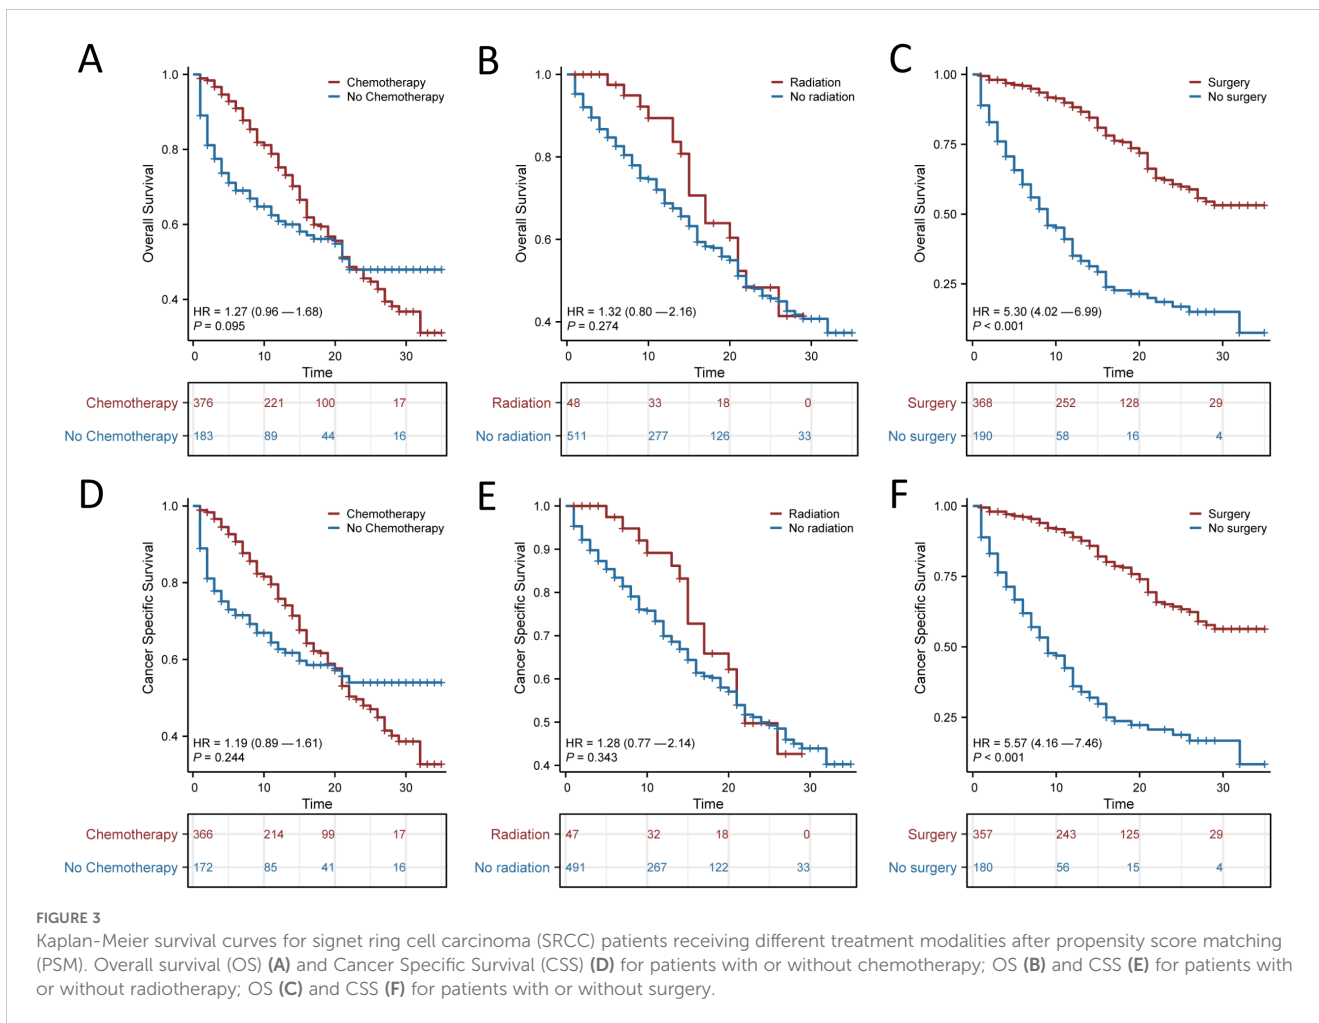 A
Chemotherapy
No Chemotherapy
1.0
0.8
0.6
0.4
Overall Survival
HR = 1.27 (0.96 — 1.68)
P = 0.095
0 10 20 30
Time
Chemotherapy 376 221 100 17
No Chemotherapy 183 89 44 16
B
Radiation
No radiation
1.0
0.8
0.6
0.4
Overall Survival
HR = 1.32 (0.80 — 2.16)
P = 0.274
0 10 20 30
Time
Radiation 48 33 18 0
No radiation 511 277 126 33
C
Surgery
No surgery
1.00
0.75
0.50
0.25
Overall Survival
HR = 5.30 (4.02 — 6.99)
P < 0.001
0 10 20 30
Time
Surgery 368 252 128 29
No surgery 190 58 16 4
D
Chemotherapy
No Chemotherapy
1.0
0.8
0.6
0.4
Cancer Specific Survival
HR = 1.19 (0.89 — 1.61)
P = 0.244
0 10 20 30
Time
Chemotherapy 366 214 99 17
No Chemotherapy 172 85 41 16
E
Radiation
No radiation
1.0
0.9
0.8
0.7
0.6
0.5
0.4
Cancer Specific Survival
HR = 1.28 (0.77 — 2.14)
P = 0.343
0 10 20 30
Time
Radiation 47 32 18 0
No radiation 491 267 122 33
F
Surgery
No surgery
1.00
0.75
0.50
0.25
Cancer Specific Survival
HR = 5.57 (4.16 — 7.46)
P < 0.001
0 10 20 30
Time
Surgery 357 243 125 29
No surgery 180 56 15 4
FIGURE 3
Kaplan-Meier survival curves for signet ring cell carcinoma (SRCC) patients receiving different treatment modalities after propensity score matching
(PSM). Overall survival (OS) (A) and Cancer Specific Survival (CSS) (D) for patients with or without chemotherapy; OS (B) and CSS (E) for patients with
or without radiotherapy; OS (C) and CSS (F) for patients with or without surgery.